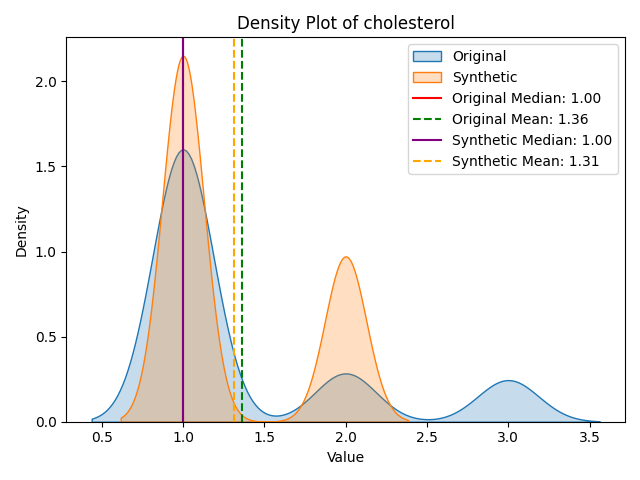 Density Plot of cholesterol
Original
Synthetic
Original Median: 1.00
Original Mean: 1.36
Synthetic Median: 1.00
Synthetic Mean: 1.31
Density
2.0
1.5
1.0
0.5
0.0
0.5 1.0 1.5 2.0 2.5 3.0 3.5
Value